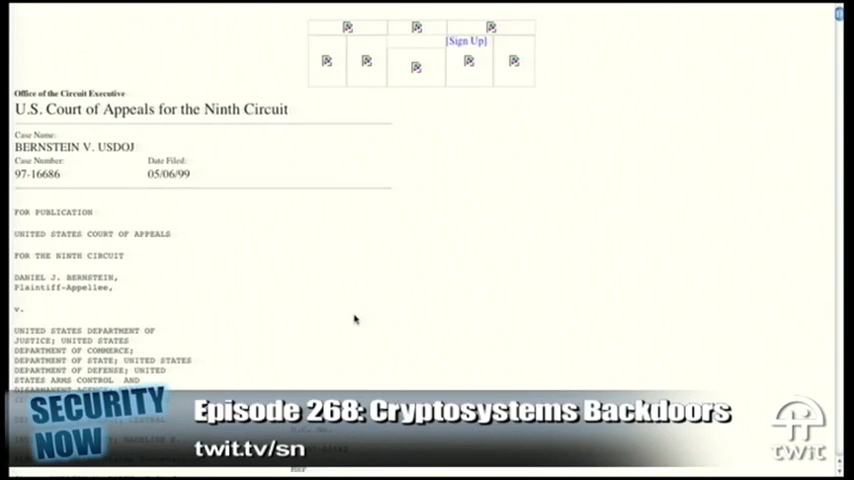 [Sign Up]
Office of the Circuit Executive
U.S. Court of Appeals for the Ninth Circuit
Case Name:
BERNSTEIN V. USDOJ
Case Number: Date Filed:
97-16686 05/06/99
FOR PUBLICATION
UNITED STATES COURT OF APPEALS
FOR THE NINTH CIRCUIT
DANIEL J. BERNSTEIN,
Plaintiff-Appellee,
v.
UNITED STATES DEPARTMENT OF
JUSTICE; UNITED STATES
DEPARTMENT OF COMMERCE;
DEPARTMENT OF STATE; UNITED STATES
DEPARTMENT OF DEFENSE; UNITED
STATES ARMS CONTROL AND
SECURITY
NOW
Episode 268: Cryptosystems Backdoors
twit.tv/sn
twit